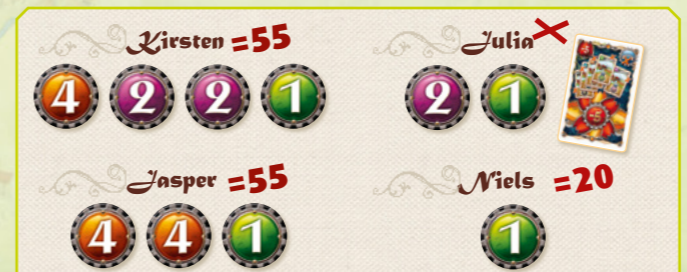 Kirsten =55
4 2 2 1
Julia ×
2 1
Jasper =55
4 4 1
Niels =20
1